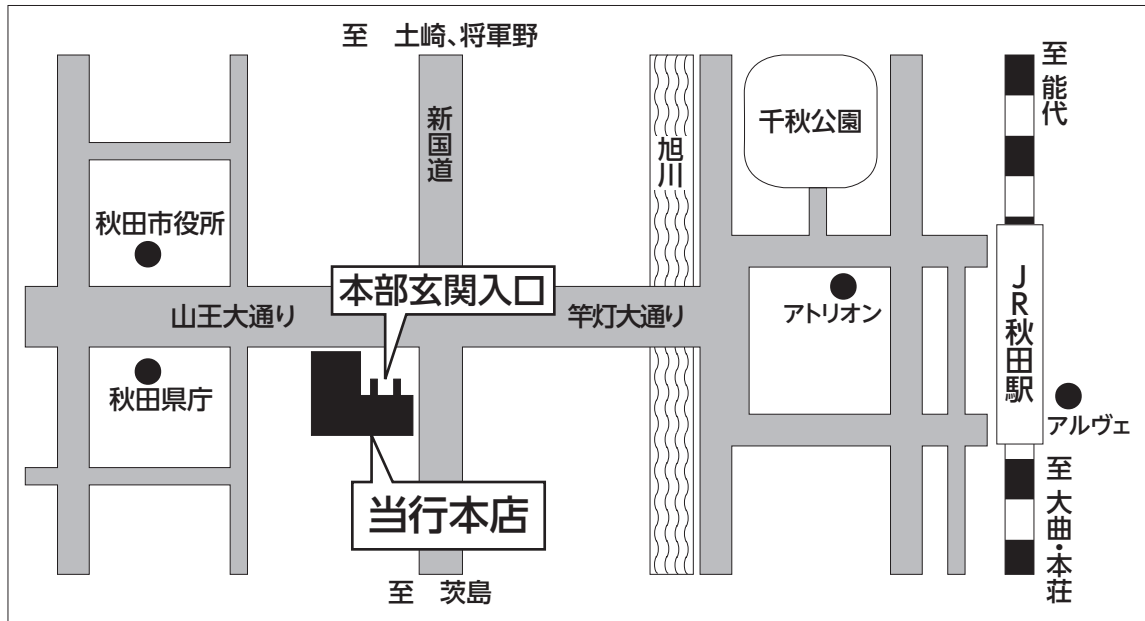 至　土崎、将軍野
至 能代
新国道
千秋公園
旭川
秋田市役所
本部玄関入口
山王大通り
竿灯大通り
アトリオン
JR秋田駅
秋田県庁
アルヴェ
当行本店
至 大曲・本荘
至　茨島